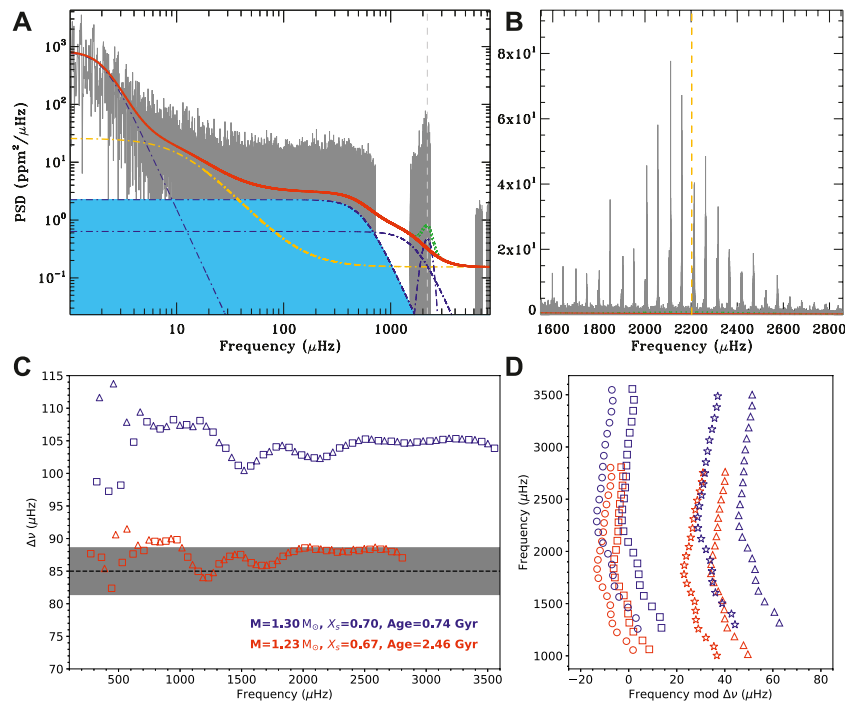 A
B
10³
10²
10¹
10⁰
10⁻¹
PSD (ppm²/μHz)
10
100
1000
Frequency (μHz)
8x10¹
6x10¹
4x10¹
2x10¹
0
1600 1800 2000 2200 2400 2600 2800
Frequency (μHz)
C
D
115
110
105
100
95
90
85
80
75
70
Δν (μHz)
M=1.30 M⊙, Xs=0.70, Age=0.74 Gyr
M=1.23 M⊙, Xs=0.67, Age=2.46 Gyr
500 1000 1500 2000 2500 3000 3500
Frequency (μHz)
3500
3000
2500
2000
1500
1000
Frequency (μHz)
−20 0 20 40 60 80
Frequency mod Δν (μHz)